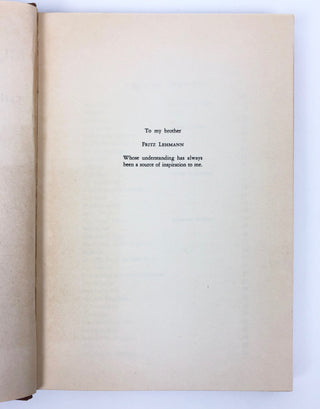 To my brother
FRITZ LEHMANN
Whose understanding has always
been a source of inspiration to me.